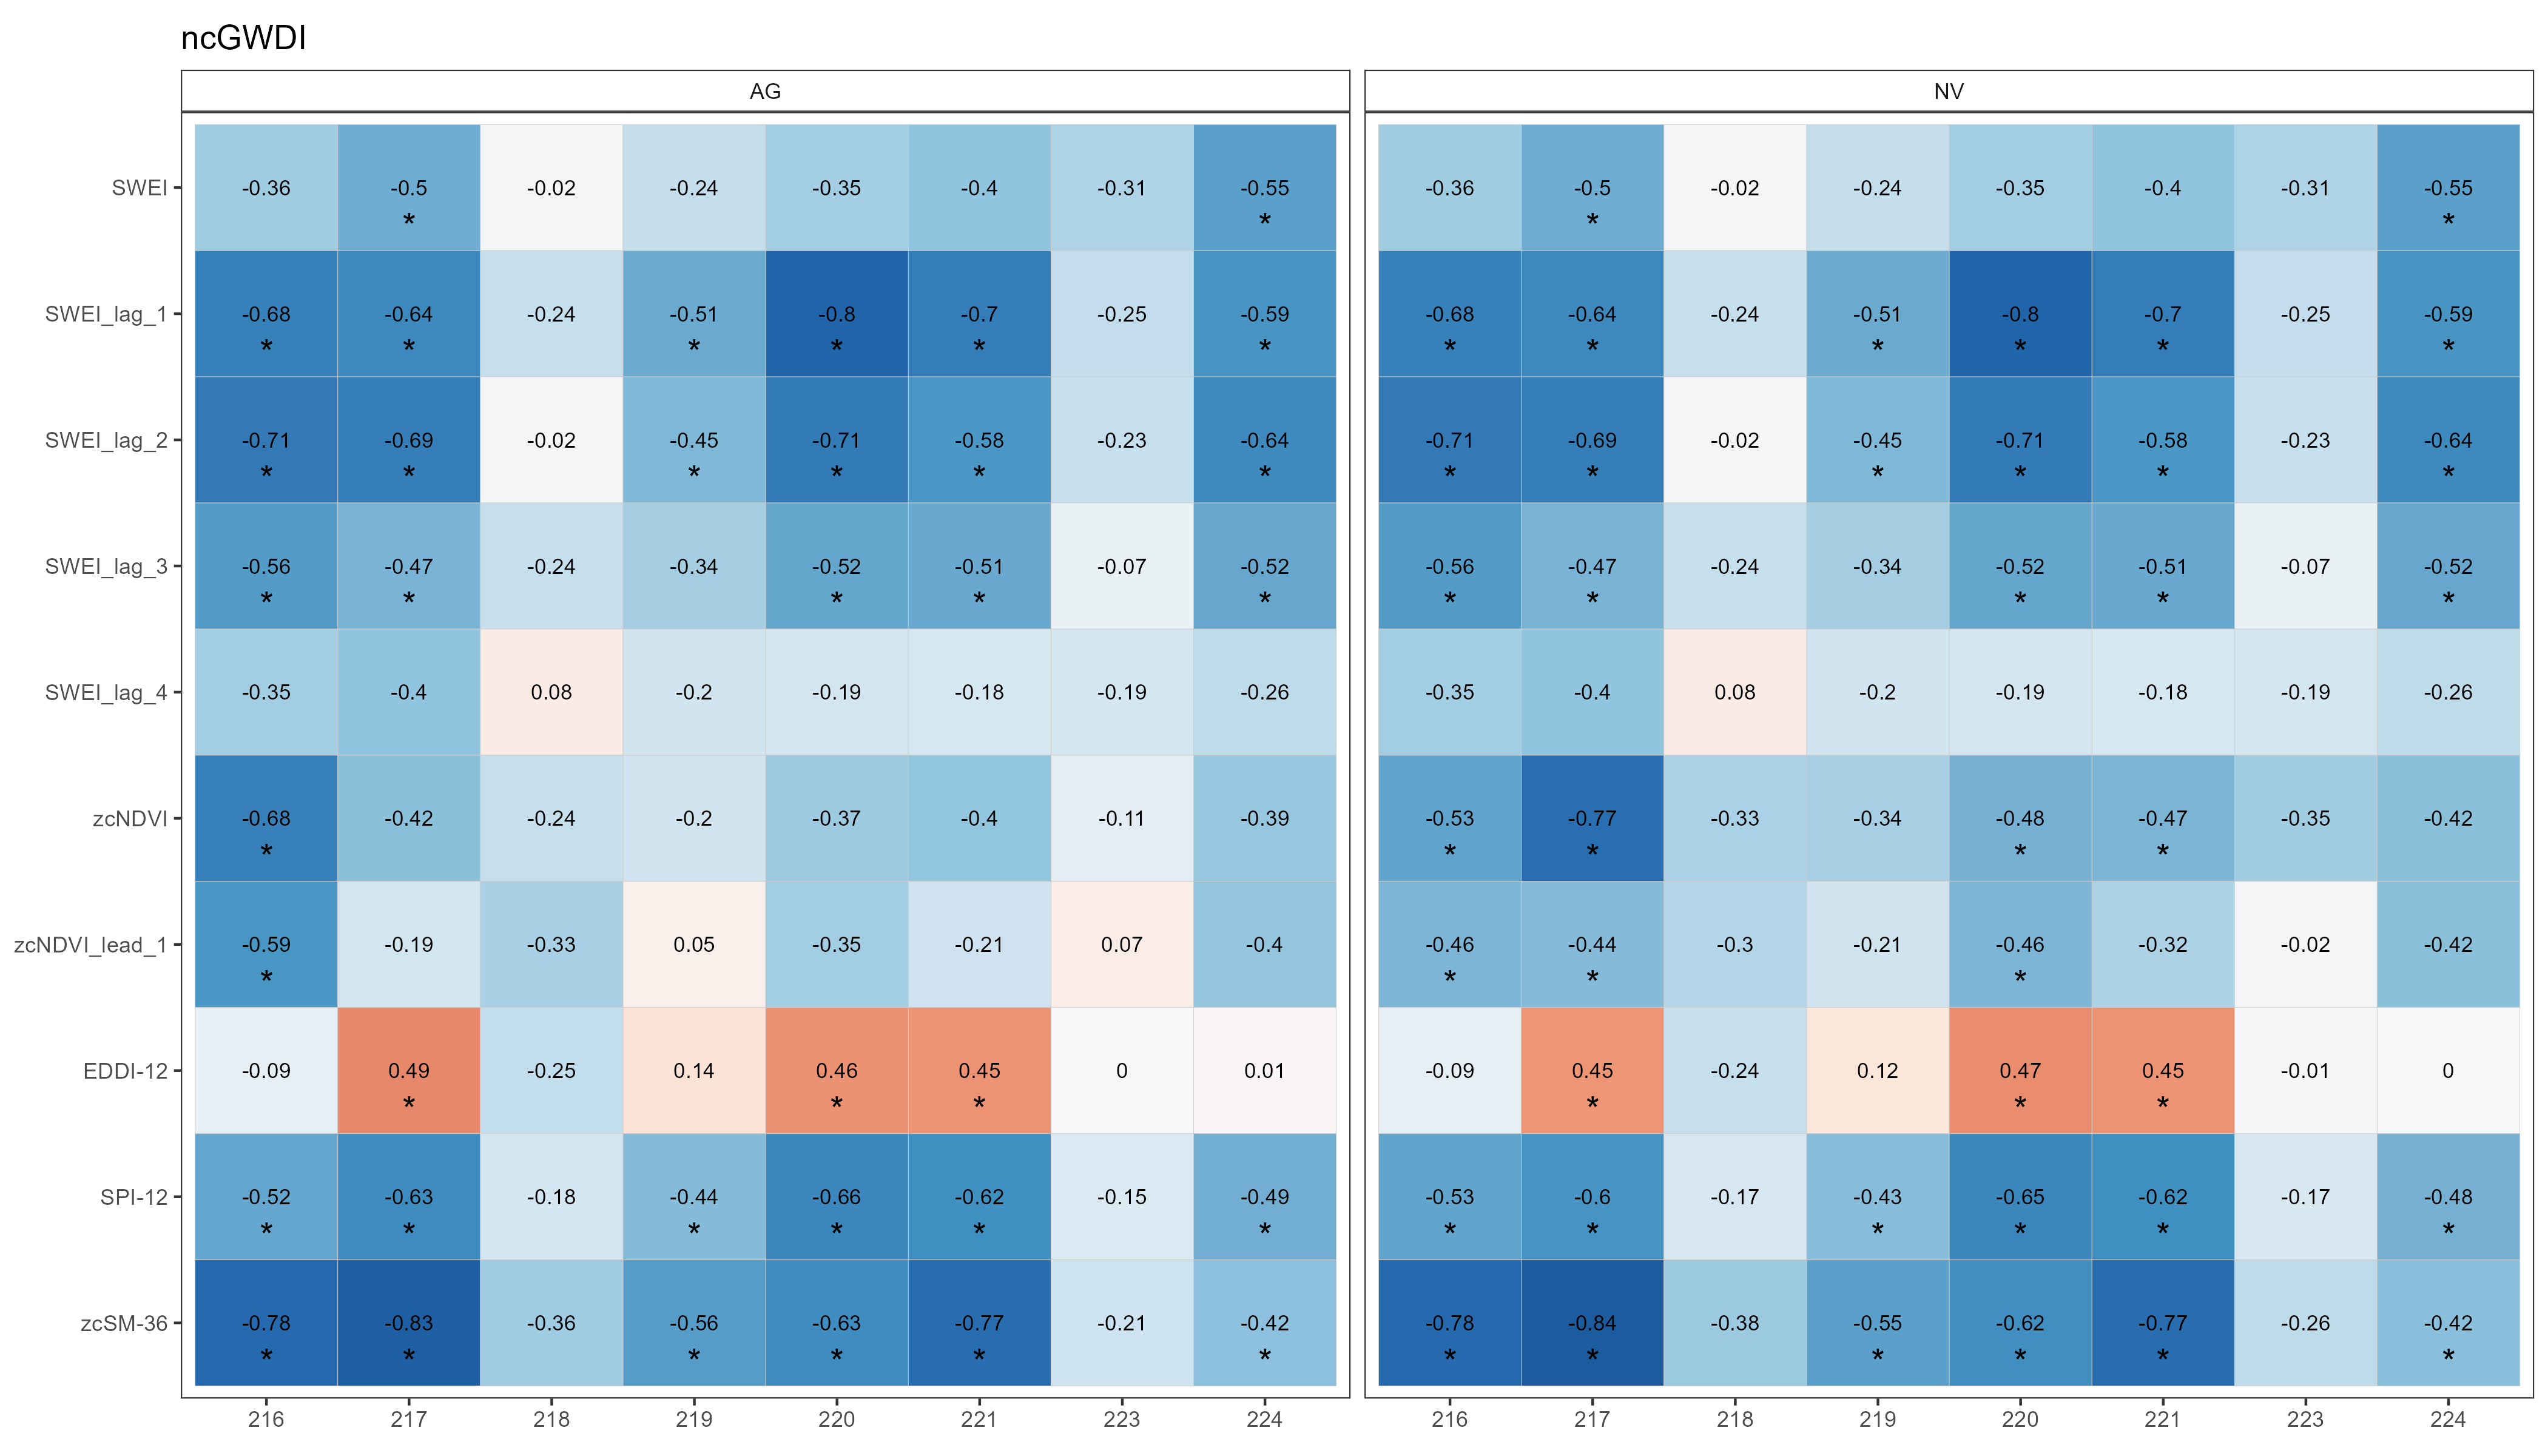 ncGWDI
AG NV
SWEI -0.36 -0.5 -0.02 -0.24 -0.35 -0.4 -0.31 -0.55 -0.36 -0.5 -0.02 -0.24 -0.35 -0.4 -0.31 -0.55
* * * *
SWEI_lag_1 -0.68 -0.64 -0.24 -0.51 -0.8 -0.7 -0.25 -0.59 -0.68 -0.64 -0.24 -0.51 -0.8 -0.7 -0.25 -0.59
* * * * * * * * * * * *
SWEI_lag_2 -0.71 -0.69 -0.02 -0.45 -0.71 -0.58 -0.23 -0.64 -0.71 -0.69 -0.02 -0.45 -0.71 -0.58 -0.23 -0.64
* * * * * * * * * * * *
SWEI_lag_3 -0.56 -0.47 -0.24 -0.34 -0.52 -0.51 -0.07 -0.52 -0.56 -0.47 -0.24 -0.34 -0.52 -0.51 -0.07 -0.52
* * * * * * * * * *
SWEI_lag_4 -0.35 -0.4 0.08 -0.2 -0.19 -0.18 -0.19 -0.26 -0.35 -0.4 0.08 -0.2 -0.19 -0.18 -0.19 -0.26
zcNDVI -0.68 -0.42 -0.24 -0.2 -0.37 -0.4 -0.11 -0.39 -0.53 -0.77 -0.33 -0.34 -0.48 -0.47 -0.35 -0.42
* * * * *
zcNDVI_lead_1 -0.59 -0.19 -0.33 0.05 -0.35 -0.21 0.07 -0.4 -0.46 -0.44 -0.3 -0.21 -0.46 -0.32 -0.02 -0.42
* * * *
EDDI-12 -0.09 0.49 -0.25 0.14 0.46 0.45 0 0.01 -0.09 0.45 -0.24 0.12 0.47 0.45 -0.01 0
* * * * * *
SPI-12 -0.52 -0.63 -0.18 -0.44 -0.66 -0.62 -0.15 -0.49 -0.53 -0.6 -0.17 -0.43 -0.65 -0.62 -0.17 -0.48
* * * * * * * * * * * *
zcSM-36 -0.78 -0.83 -0.36 -0.56 -0.63 -0.77 -0.21 -0.42 -0.78 -0.84 -0.38 -0.55 -0.62 -0.77 -0.26 -0.42
* * * * * * * * * * * *
216 217 218 219 220 221 223 224 216 217 218 219 220 221 223 224